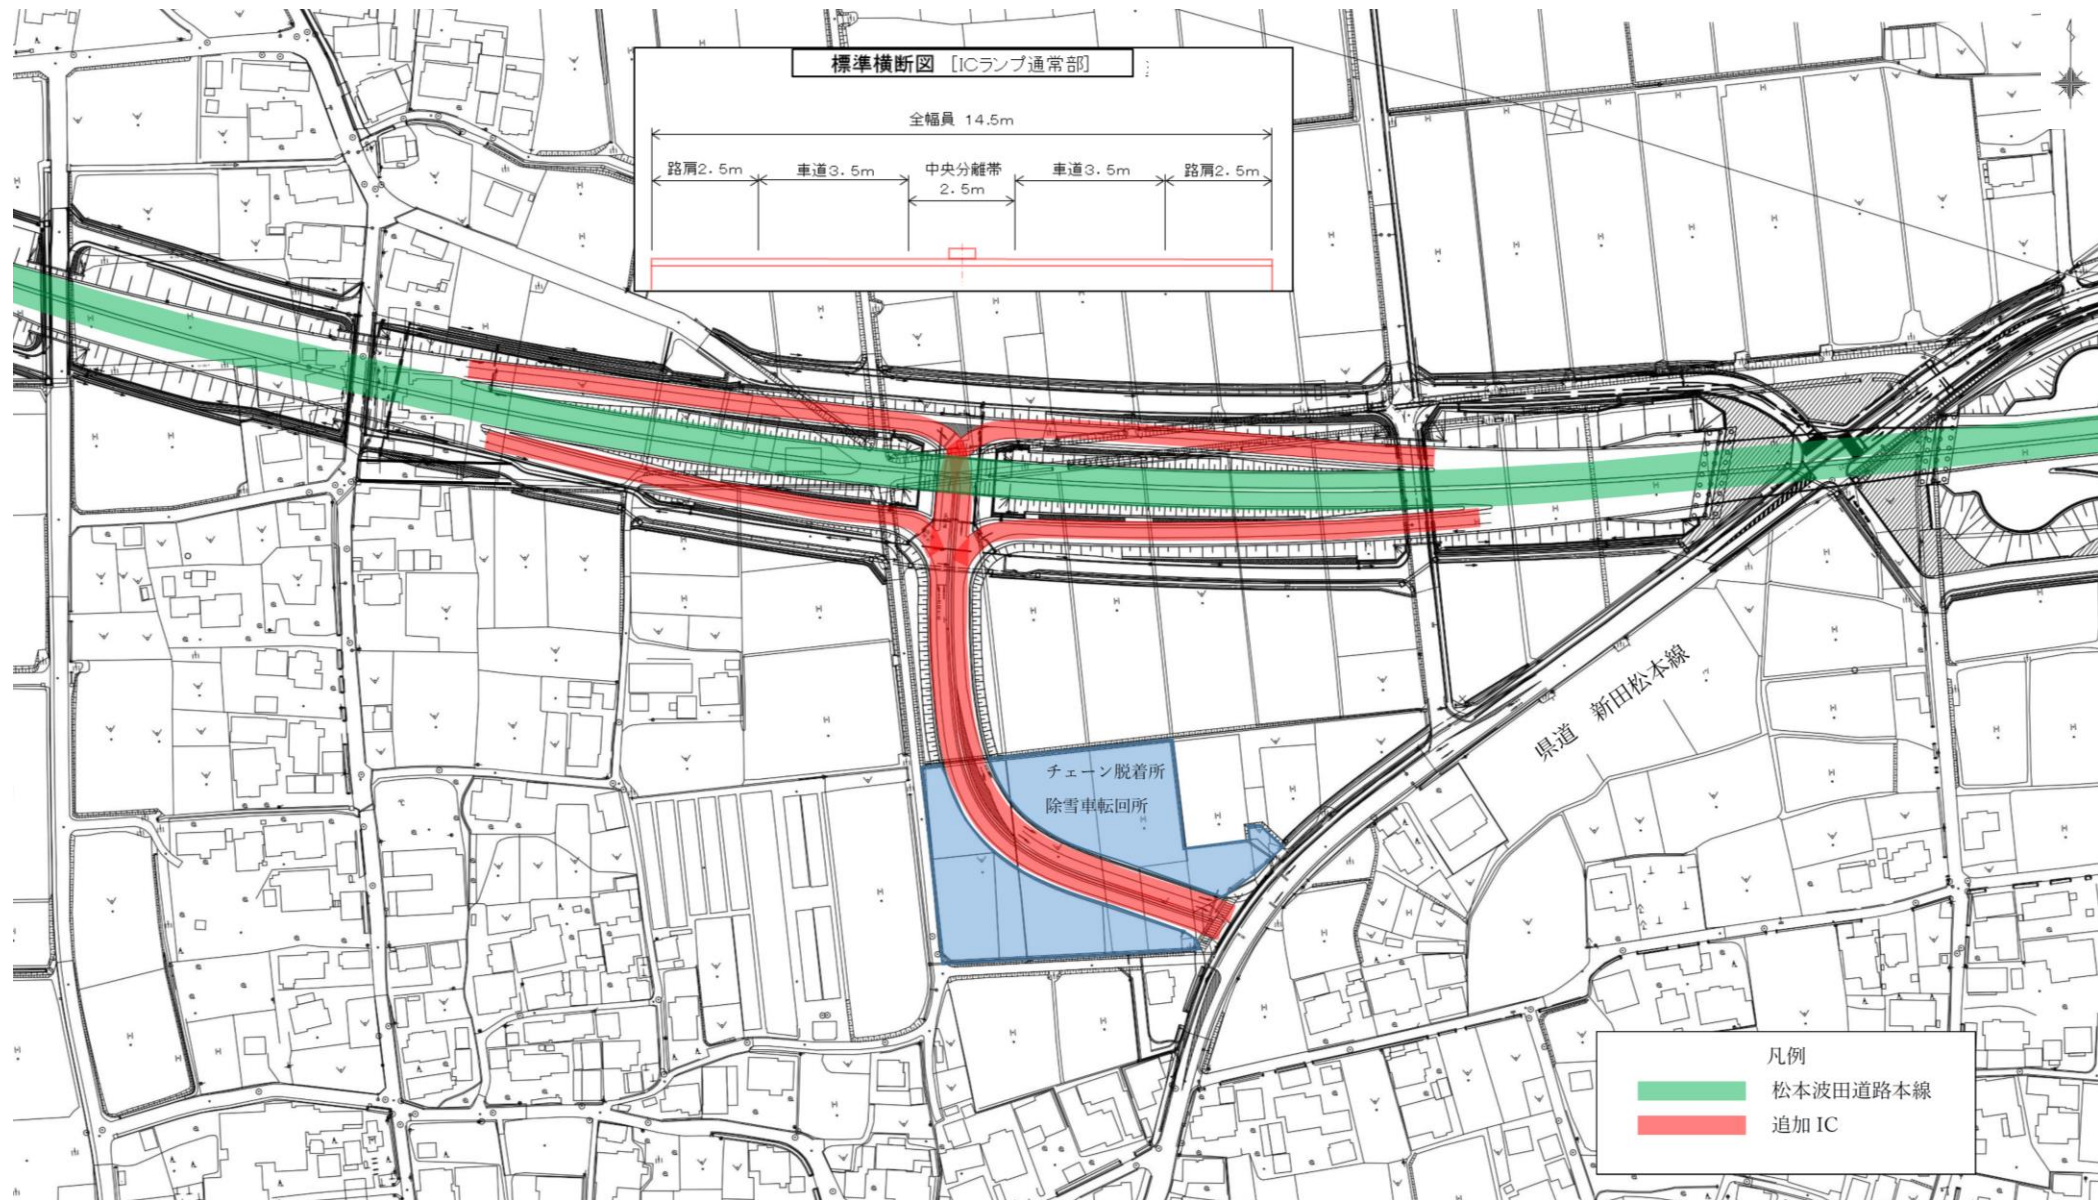 標準横断図 [ICランプ通常部]
全幅員 14.5m
路肩2.5m 車道3.5m 中央分離帯 車道3.5m 路肩2.5m
2.5m
県道 新田松本線
チェーン脱着所
除雪車転回所
凡例
松本波田道路本線
追加 IC